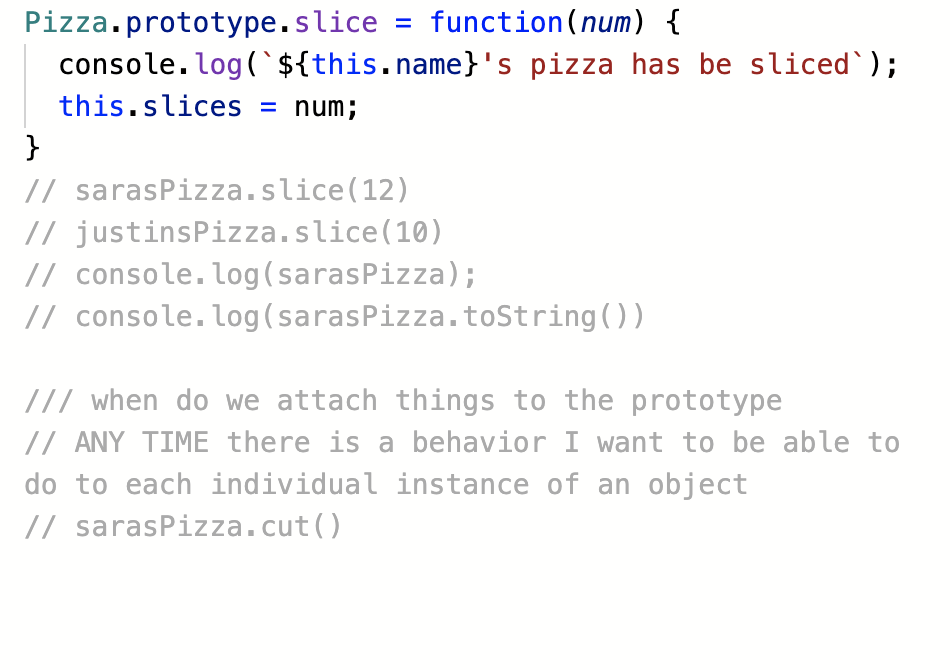 Pizza.prototype.slice = function(num) {
console.log(`${this.name}'s pizza has be sliced`);
this.slices = num;
}
// sarasPizza.slice(12)
// justinsPizza.slice(10)
// console.log(sarasPizza);
// console.log(sarasPizza.toString())
/// when do we attach things to the prototype
// ANY TIME there is a behavior I want to be able to
do to each individual instance of an object
// sarasPizza.cut()